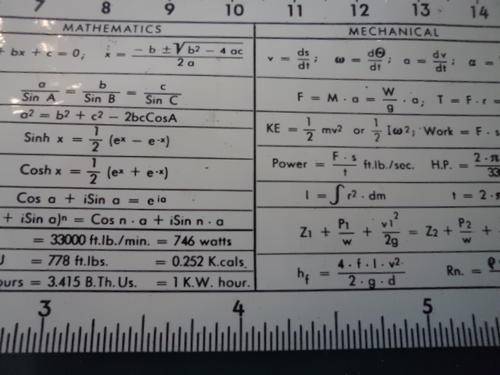 7 8 9 10 11 12 13 14
MATHEMATICS
+ bx + c = 0; x = (− b ± √b² − 4 ac) / 2 a
a / Sin A = b / Sin B = c / Sin C
a² = b² + c² − 2bcCosA
Sinh x = 1/2 (eˣ − e⁻ˣ)
Cosh x = 1/2 (eˣ + e⁻ˣ)
Cos a + iSin a = eⁱᵃ
+ iSin a)ⁿ = Cos n · a + iSin n · a
= 33000 ft.lb./min. = 746 watts
= 778 ft.lbs. = 0.252 K.cals.
= 3.415 B.Th.Us. = 1 K.W. hour.
MECHANICAL
v = ds/dt; ω = dΘ/dt; a = dv/dt; α =
F = M · a = W/g · a; T = F · r =
KE = 1/2 mv² or 1/2 Iω²; Work = F ·
Power = F · s / t ft.lb./sec. H.P. = 2 ·
I = ∫ r² · dm t = 2 ·
Z₁ + P₁/w + v₁²/2g = Z₂ + P₂/w +
h_f = 4 · f · l · v² / 2 · g · d Rn. =
3 4 5